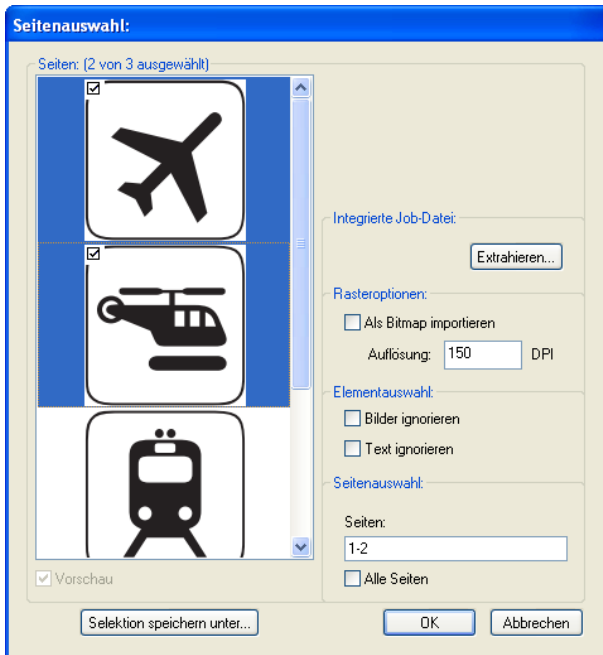 Seitenauswahl:
Seiten: (2 von 3 ausgewählt)
Integrierte Job-Datei:
Extrahieren...
Rasteroptionen:
Als Bitmap importieren
Auflösung: 150 DPI
Elementauswahl:
Bilder ignorieren
Text ignorieren
Seitenauswahl:
Seiten:
1-2
Alle Seiten
Vorschau
Selektion speichern unter...
OK
Abbrechen